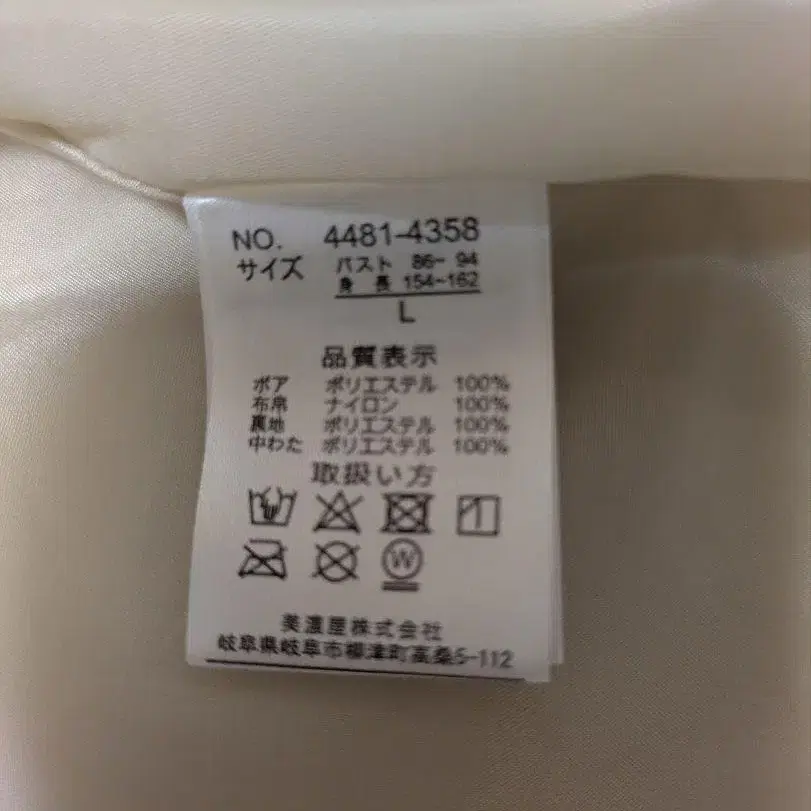 NO. 4481-4358
サイズ バスト 86- 94
身 長 154-162
L
品質表示
ボア ポリエステル 100%
布帛 ナイロン 100%
裏地 ポリエステル 100%
中わた ポリエステル 100%
取扱い方
W
美濃屋株式会社
岐阜県岐阜市柳津町高桑5-112